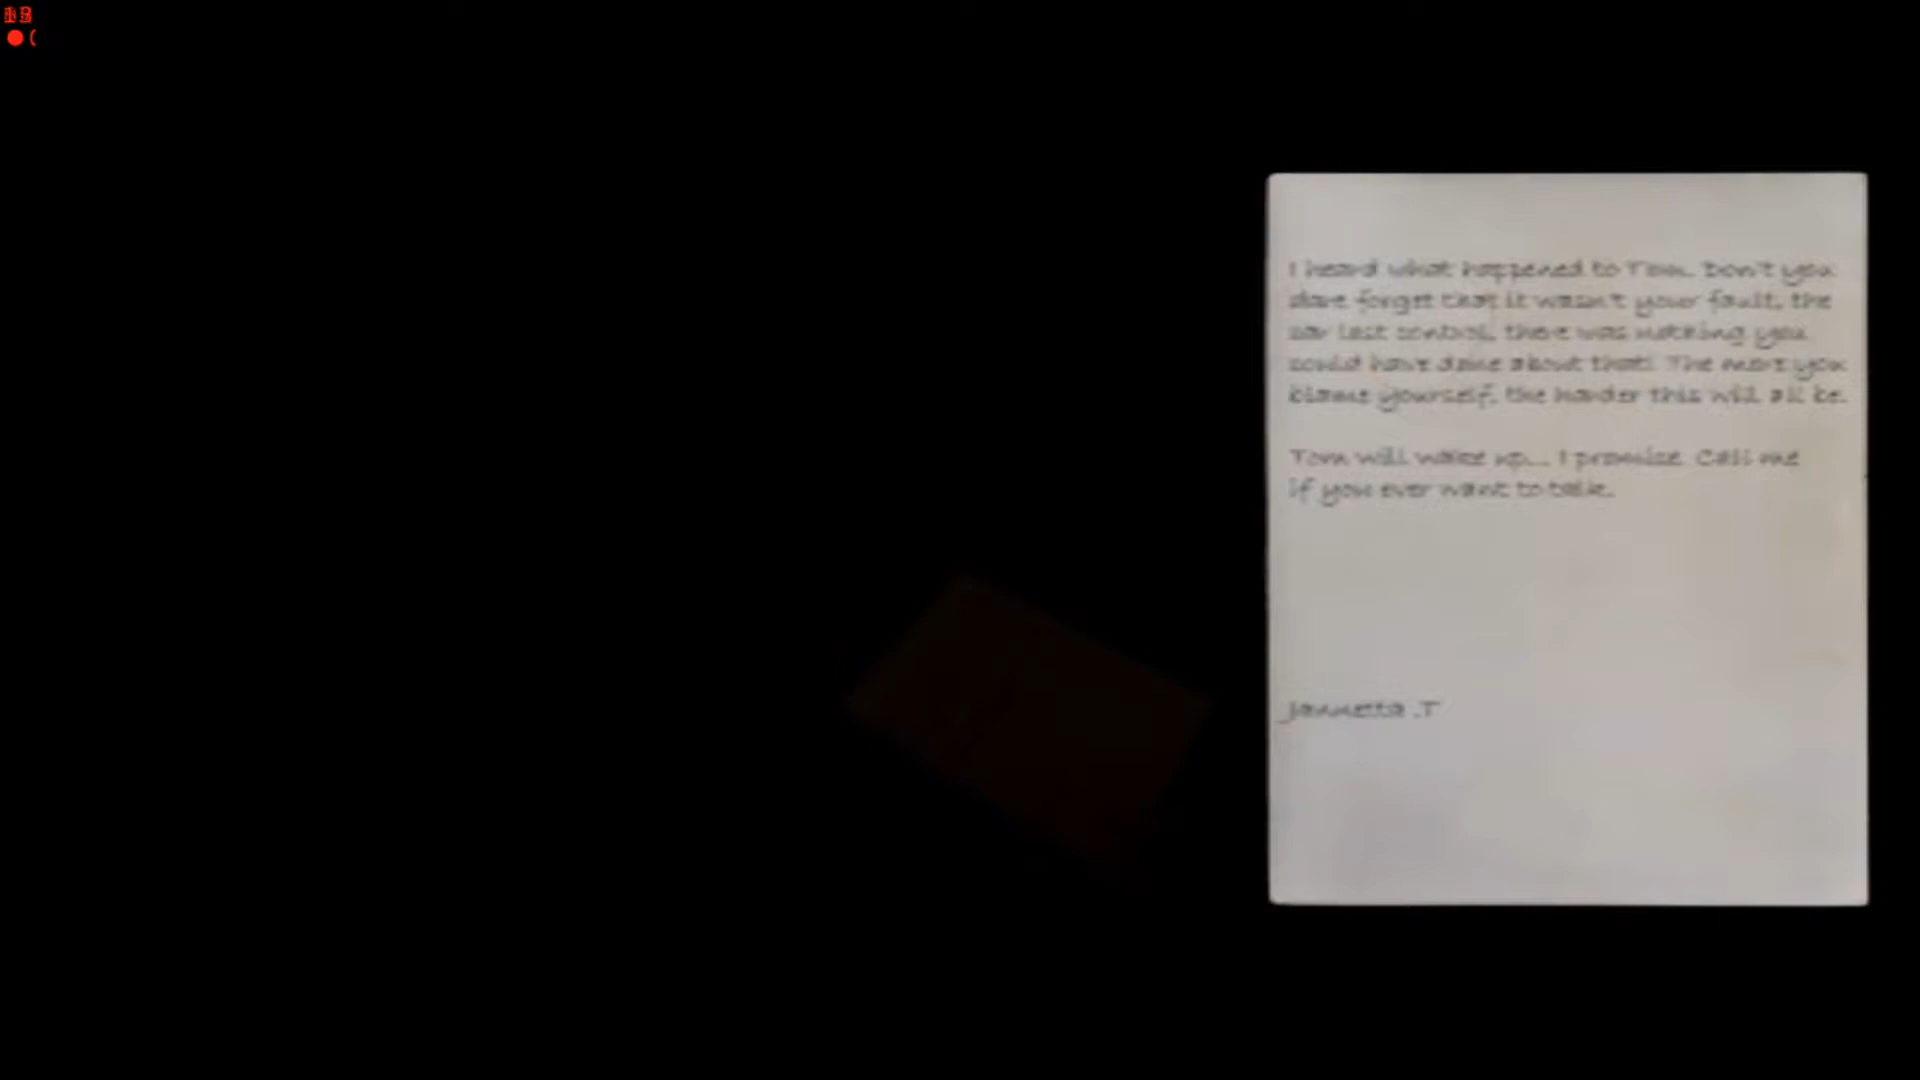 I heard what happened to Tom. Don't you
dare forget that it wasn't your fault, the
car lost control, there was nothing you
could have done about that! The more you
blame yourself, the harder this will all be.
Tom will wake up... I promise. Call me
if you ever want to talk.
Jannetta .T